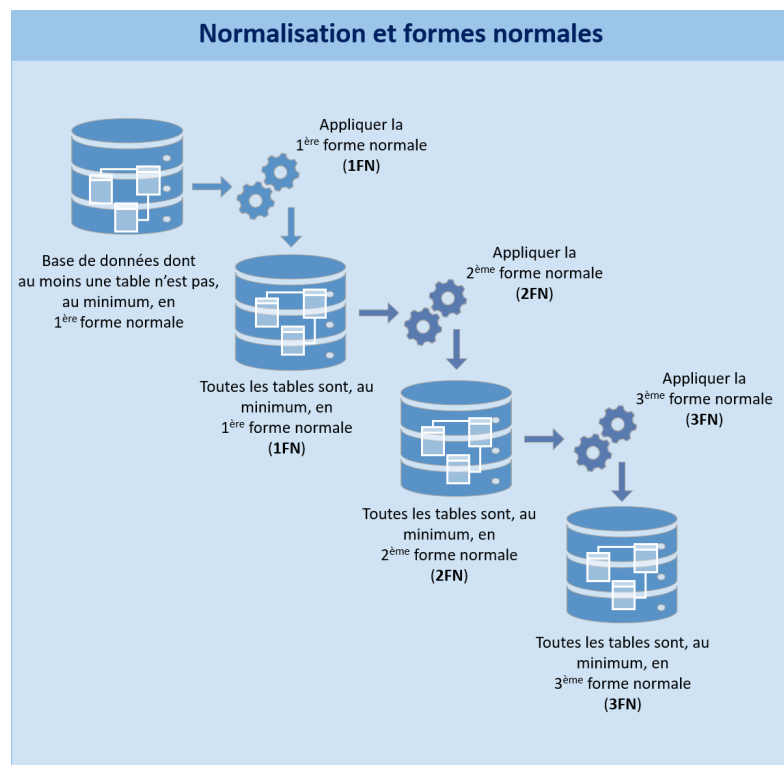 Normalisation et formes normales
Appliquer la
1ère forme normale
(1FN)
Base de données dont
au moins une table n’est pas,
au minimum, en
1ère forme normale
Appliquer la
2ème forme normale
(2FN)
Toutes les tables sont, au
minimum, en
1ère forme normale
(1FN)
Appliquer la
3ème forme normale
(3FN)
Toutes les tables sont, au
minimum, en
2ème forme normale
(2FN)
Toutes les tables sont, au
minimum, en
3ème forme normale
(3FN)